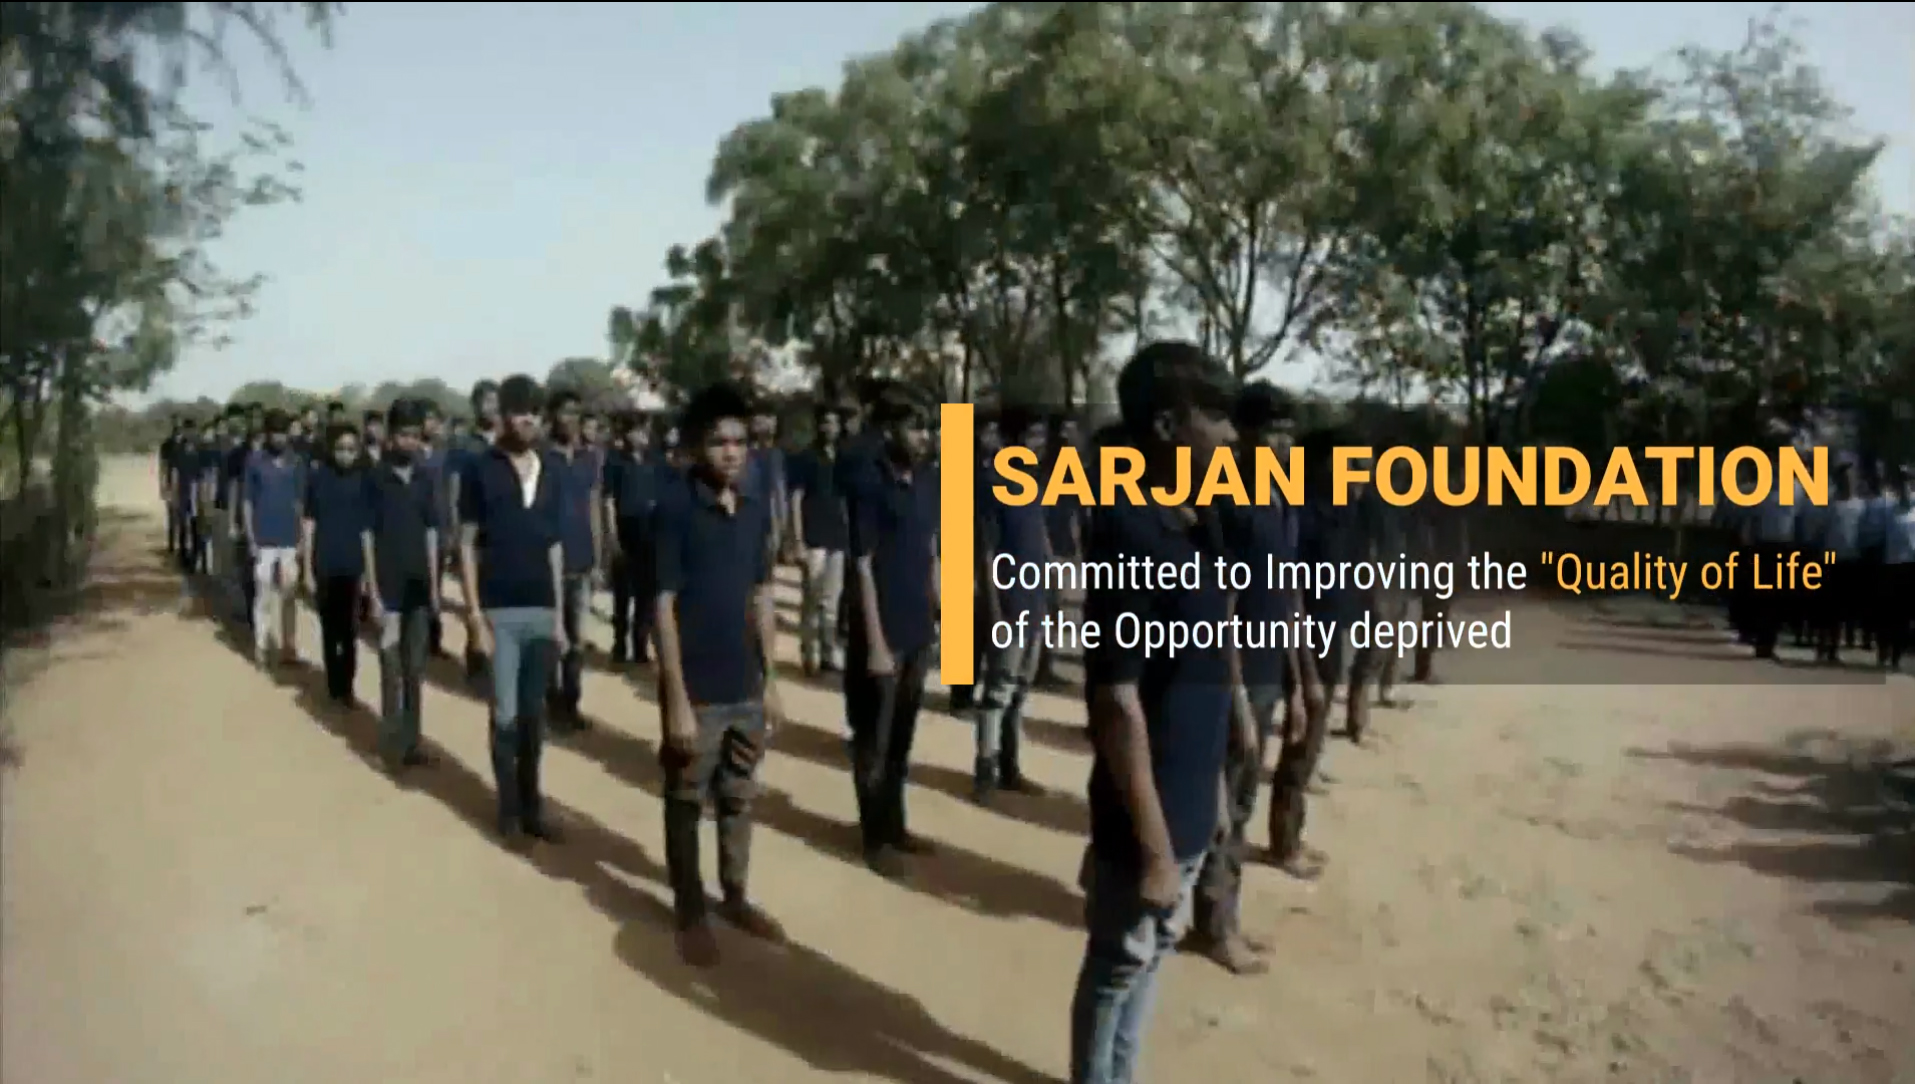 SARJAN FOUNDATION
Committed to Improving the "Quality of Life"
of the Opportunity deprived